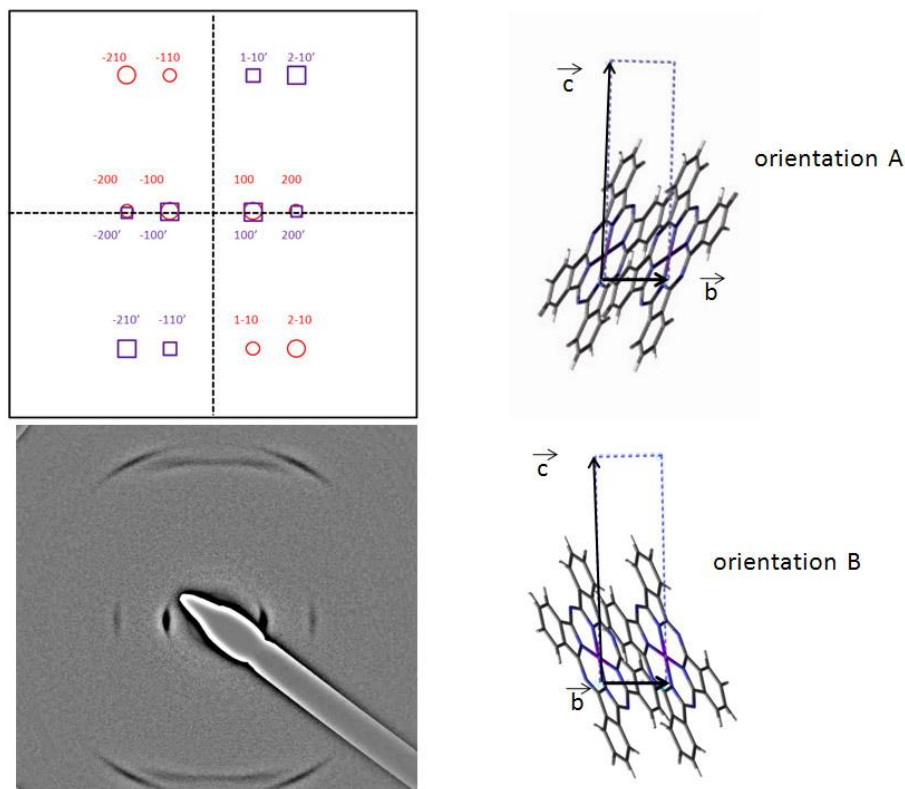 -210 -110 1-10' 2-10'
-200 -100 100 200
-200' -100' 100' 200'
-210' -110' 1-10 2-10
c
orientation A
b
c
orientation B
b